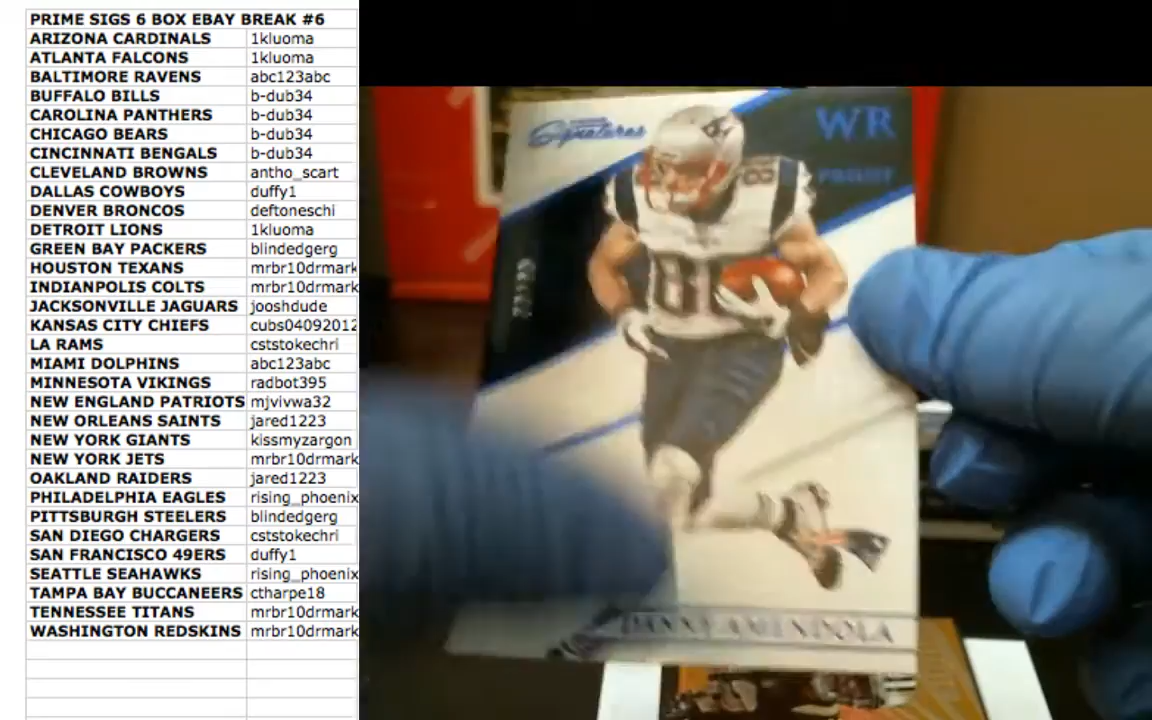 PRIME SIGS 6 BOX EBAY BREAK #6
ARIZONA CARDINALS 1kluoma
ATLANTA FALCONS 1kluoma
BALTIMORE RAVENS abc123abc
BUFFALO BILLS b-dub34
CAROLINA PANTHERS b-dub34
CHICAGO BEARS b-dub34
CINCINNATI BENGALS b-dub34
CLEVELAND BROWNS antho_scart
DALLAS COWBOYS duffy1
DENVER BRONCOS deftoneschi
DETROIT LIONS 1kluoma
GREEN BAY PACKERS blindedgerg
HOUSTON TEXANS mrbr10drmark
INDIANPOLIS COLTS mrbr10drmark
JACKSONVILLE JAGUARS jooshdude
KANSAS CITY CHIEFS cubs04092012
LA RAMS cststokechri
MIAMI DOLPHINS abc123abc
MINNESOTA VIKINGS radbot395
NEW ENGLAND PATRIOTS mjvivwa32
NEW ORLEANS SAINTS jared1223
NEW YORK GIANTS kissmyzargon
NEW YORK JETS mrbr10drmark
OAKLAND RAIDERS jared1223
PHILADELPHIA EAGLES rising_phoenix
PITTSBURGH STEELERS blindedgerg
SAN DIEGO CHARGERS cststokechri
SAN FRANCISCO 49ERS duffy1
SEATTLE SEAHAWKS rising_phoenix
TAMPA BAY BUCCANEERS ctharpe18
TENNESSEE TITANS mrbr10drmark
WASHINGTON REDSKINS mrbr10drmark
Signatures
WR
PROOF
80
DANNY AMENDOLA